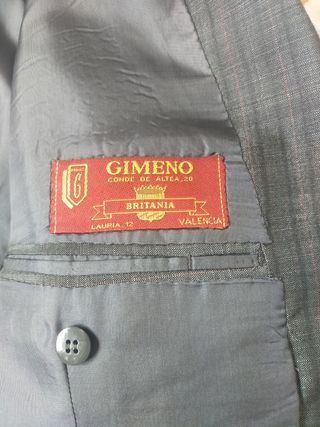 G
GIMENO
CONDE DE ALTEA, 20
BRITANIA
LAURIA, 12 VALENCIA